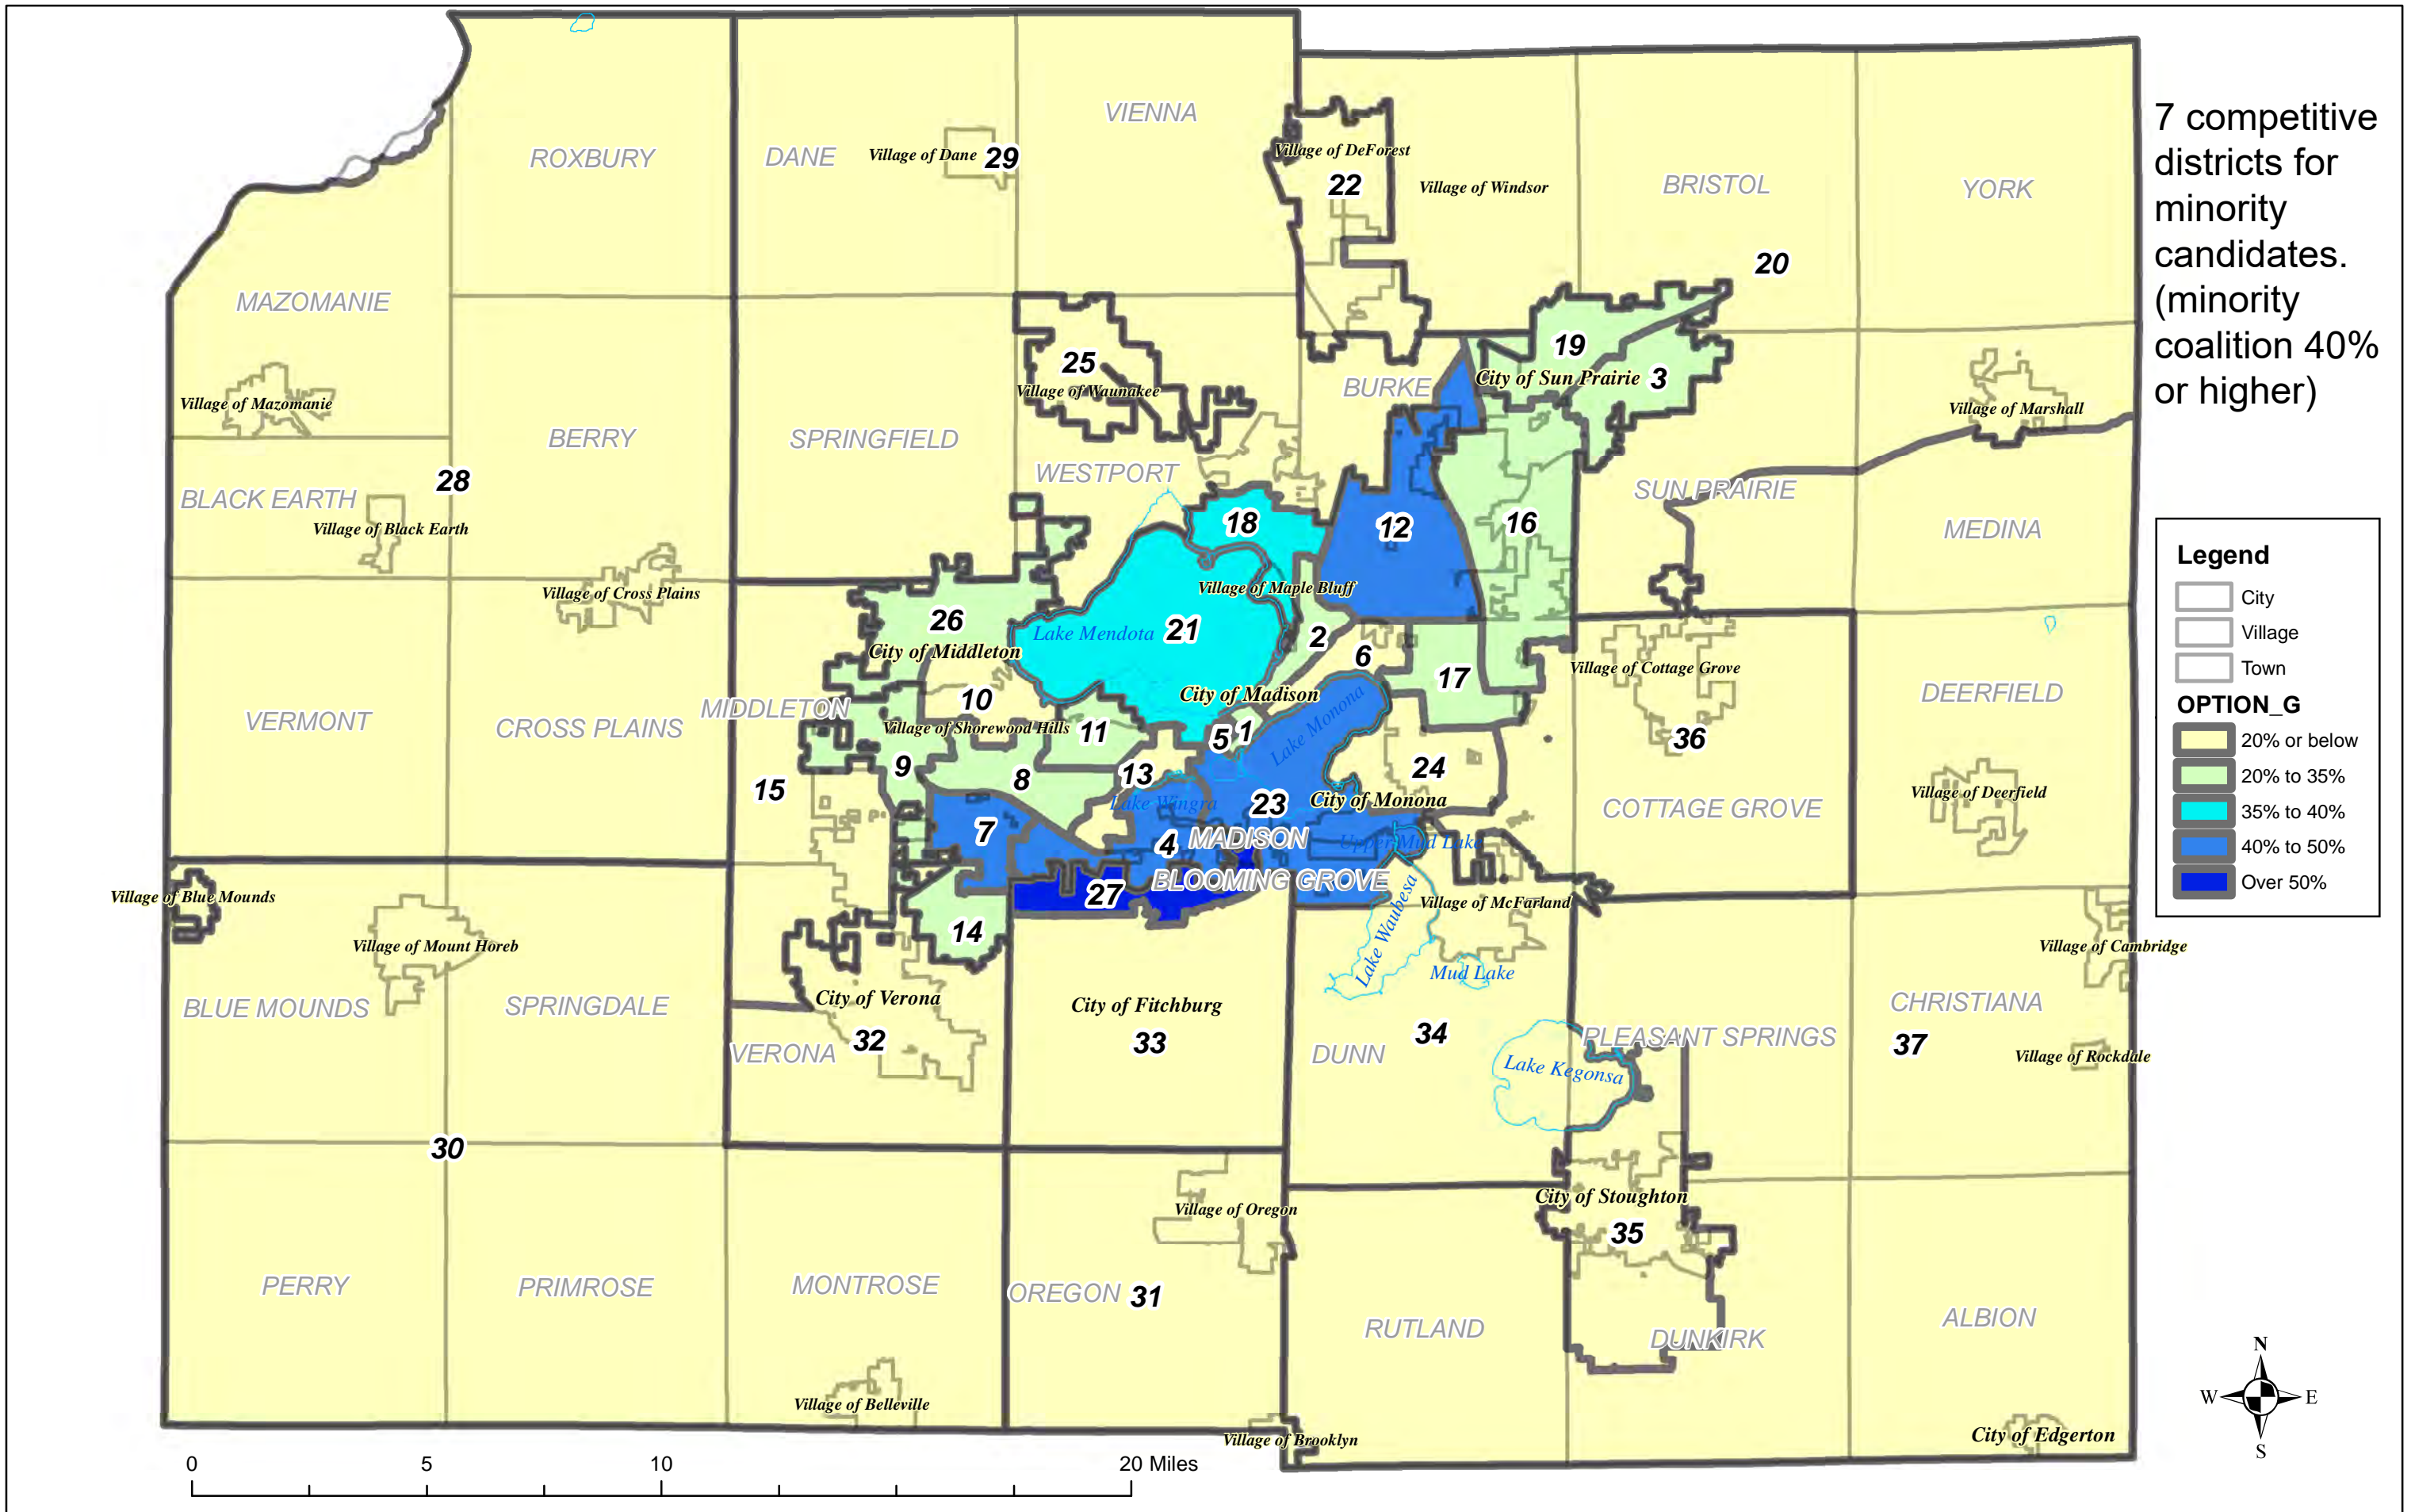 7 competitive
districts for
minority
candidates.
(minority
coalition 40%
or higher)
VIENNA
ROXBURY
DANE
Village of Dane
29
Village of DeForest
22
Village of Windsor
BRISTOL
YORK
20
MAZOMANIE
25
Village of Waunakee
BURKE
19
City of Sun Prairie
3
Village of Mazomanie
Village of Marshall
BERRY
SPRINGFIELD
WESTPORT
28
BLACK EARTH
Village of Black Earth
SUN PRAIRIE
MEDINA
18
12
16
Village of Cross Plains
Village of Maple Bluff
26
City of Middleton
Lake Mendota
21
2
6
17
Village of Cottage Grove
DEERFIELD
City of Madison
10
MIDDLETON
VERMONT
CROSS PLAINS
Village of Shorewood Hills
11
5
1
Lake Monona
36
9
8
13
24
15
Lake Wingra
23
City of Monona
COTTAGE GROVE
Village of Deerfield
7
4
MADISON
Upper Mud Lake
BLOOMING GROVE
27
Village of Blue Mounds
Village of Mount Horeb
14
Lake Waubesa
Village of McFarland
Mud Lake
Village of Cambridge
BLUE MOUNDS
SPRINGDALE
City of Verona
32
VERONA
City of Fitchburg
33
DUNN
34
PLEASANT SPRINGS
CHRISTIANA
37
Village of Rockdale
Lake Kegonsa
30
City of Stoughton
35
Village of Oregon
PERRY
PRIMROSE
MONTROSE
OREGON
31
RUTLAND
DUNKIRK
ALBION
Village of Belleville
Village of Brooklyn
City of Edgerton
Legend
City
Village
Town
OPTION_G
20% or below
20% to 35%
35% to 40%
40% to 50%
Over 50%
N
W E
S
0 5 10 20 Miles